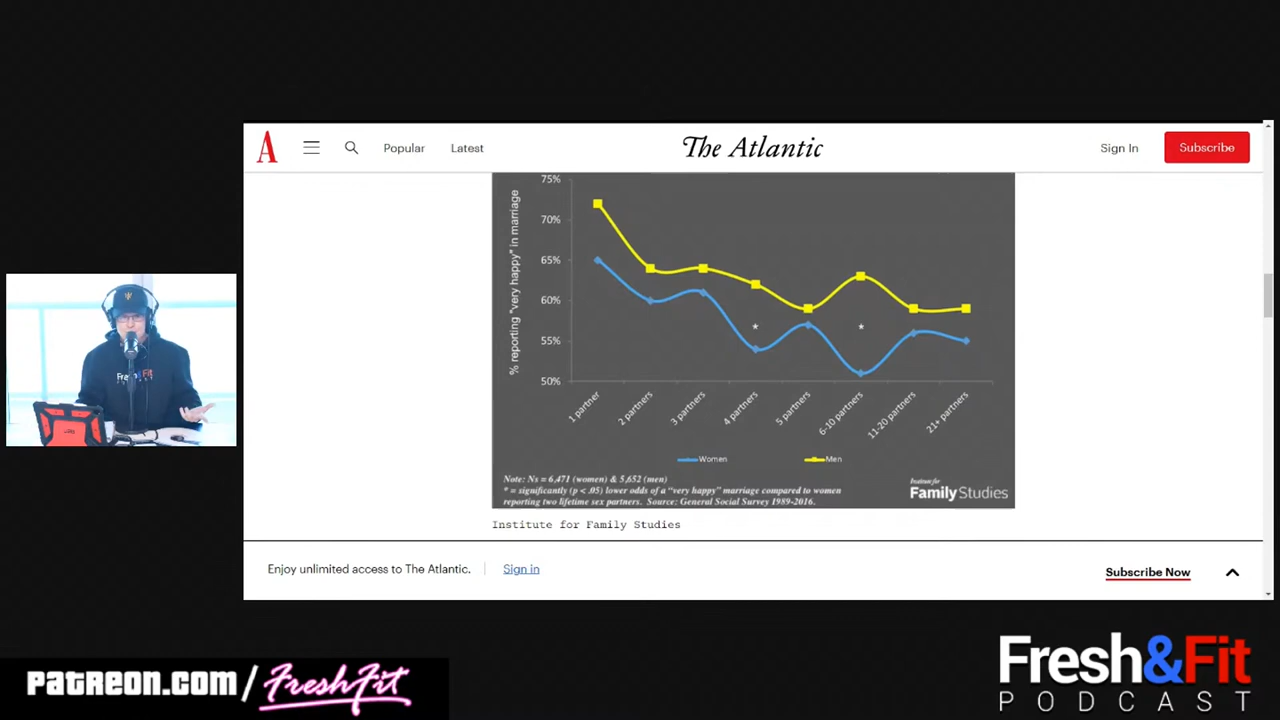 A Popular Latest The Atlantic Sign In Subscribe
75%
70%
65%
60%
55%
50%
% reporting "very happy" in marriage
*
*
1 partner
2 partners
3 partners
4 partners
5 partners
6-10 partners
11-20 partners
21+ partners
Women Men
Note: Ns = 6,471 (women) & 5,652 (men)
* = significantly (p < .05) lower odds of a "very happy" marriage compared to women
reporting two lifetime sex partners. Source: General Social Survey 1989-2016.
Institute for
Family Studies
Institute for Family Studies
Enjoy unlimited access to The Atlantic. Sign in Subscribe Now
Fresh&Fit
PODCAST
patreon.com/FreshFit